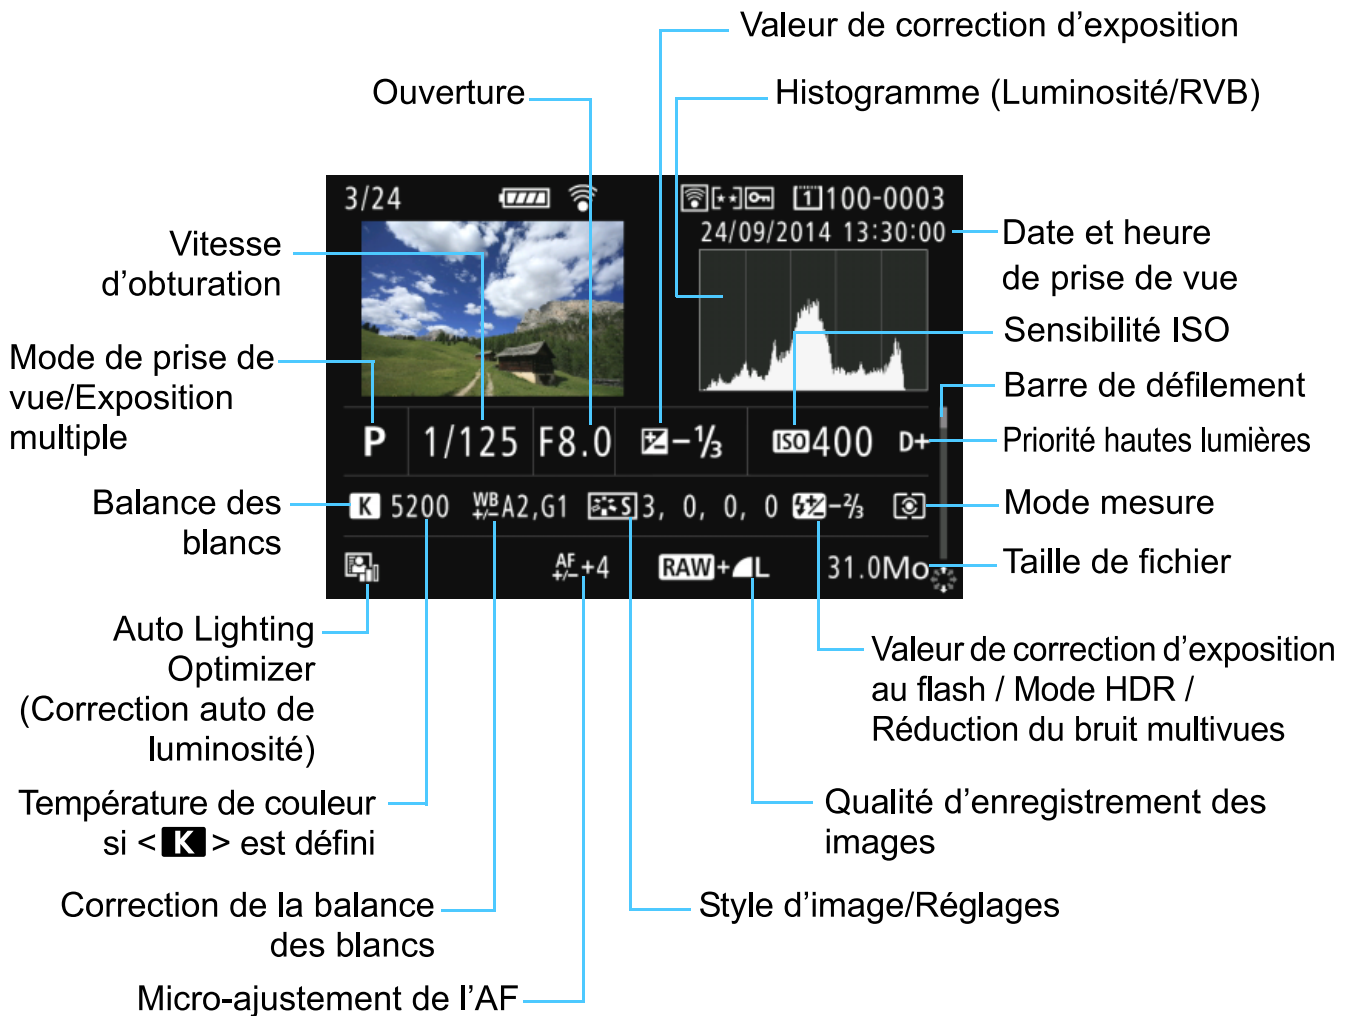 Valeur de correction d’exposition
Ouverture
Histogramme (Luminosité/RVB)
3/24
1 100-0003
24/09/2014 13:30:00
Vitesse
d’obturation
Date et heure
de prise de vue
Sensibilité ISO
Mode de prise de
vue/Exposition
multiple
Barre de défilement
Priorité hautes lumières
P 1/125 F8.0 −⅓ ISO 400 D+
Balance des
blancs
K 5200 WB +/− A2,G1 S 3, 0, 0, 0 −⅔
Mode mesure
AF +/− +4 RAW + L 31.0Mo
Taille de fichier
Auto Lighting
Optimizer
(Correction auto de
luminosité)
Valeur de correction d’exposition
au flash / Mode HDR /
Réduction du bruit multivues
Température de couleur
si <K> est défini
Qualité d’enregistrement des
images
Correction de la balance
des blancs
Style d’image/Réglages
Micro-ajustement de l’AF